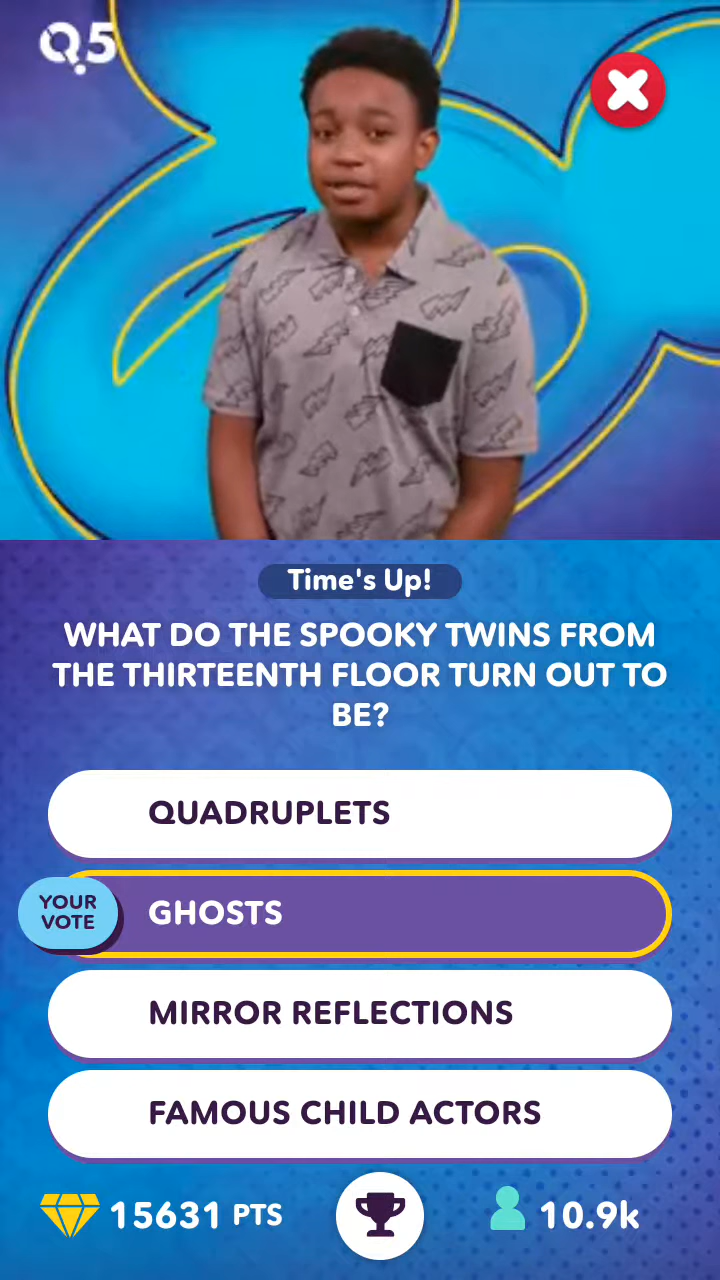 Q.5
Time's Up!
WHAT DO THE SPOOKY TWINS FROM
THE THIRTEENTH FLOOR TURN OUT TO
BE?
QUADRUPLETS
YOUR
VOTE
GHOSTS
MIRROR REFLECTIONS
FAMOUS CHILD ACTORS
15631 PTS
10.9k